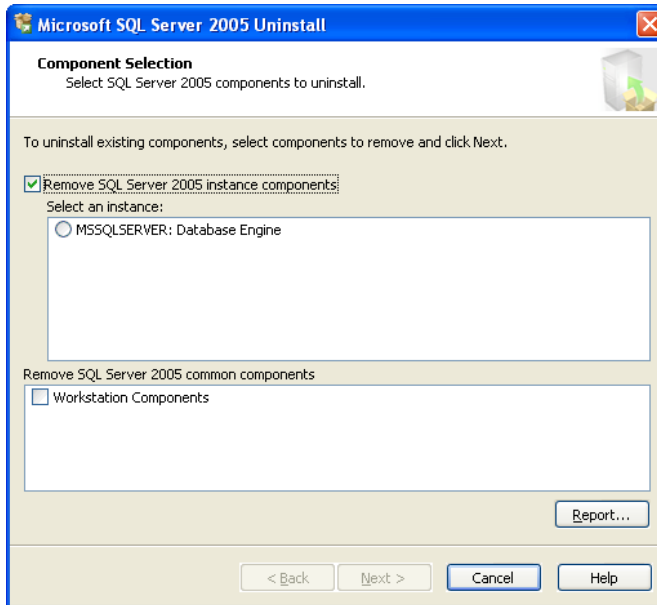 Microsoft SQL Server 2005 Uninstall
Component Selection
Select SQL Server 2005 components to uninstall.
To uninstall existing components, select components to remove and click Next.
Remove SQL Server 2005 instance components
Select an instance:
MSSQLSERVER: Database Engine
Remove SQL Server 2005 common components
Workstation Components
Report...
< Back Next > Cancel Help